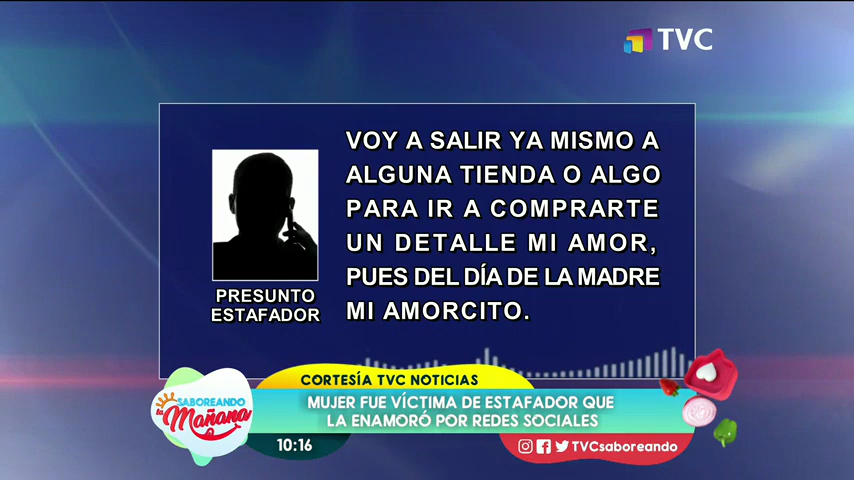 TVC
VOY A SALIR YA MISMO A
ALGUNA TIENDA O ALGO
PARA IR A COMPRARTE
UN DETALLE MI AMOR,
PUES DEL DÍA DE LA MADRE
MI AMORCITO.
PRESUNTO
ESTAFADOR
CORTESÍA TVC NOTICIAS
MUJER FUE VÍCTIMA DE ESTAFADOR QUE
LA ENAMORÓ POR REDES SOCIALES
SABOREANDO
la Mañana
10:16
TVCsaboreando